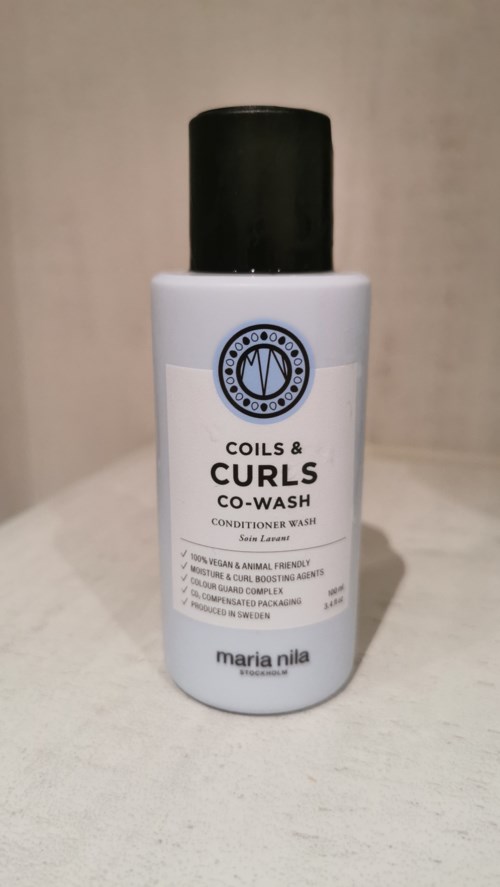 MN
COILS &
CURLS
CO-WASH
CONDITIONER WASH
Soin Lavant
✓ 100% VEGAN & ANIMAL FRIENDLY
✓ MOISTURE & CURL BOOSTING AGENTS
✓ COLOUR GUARD COMPLEX
✓ CO₂ COMPENSATED PACKAGING
✓ PRODUCED IN SWEDEN
100 ml
3.4 fl.oz.
maria nila
STOCKHOLM